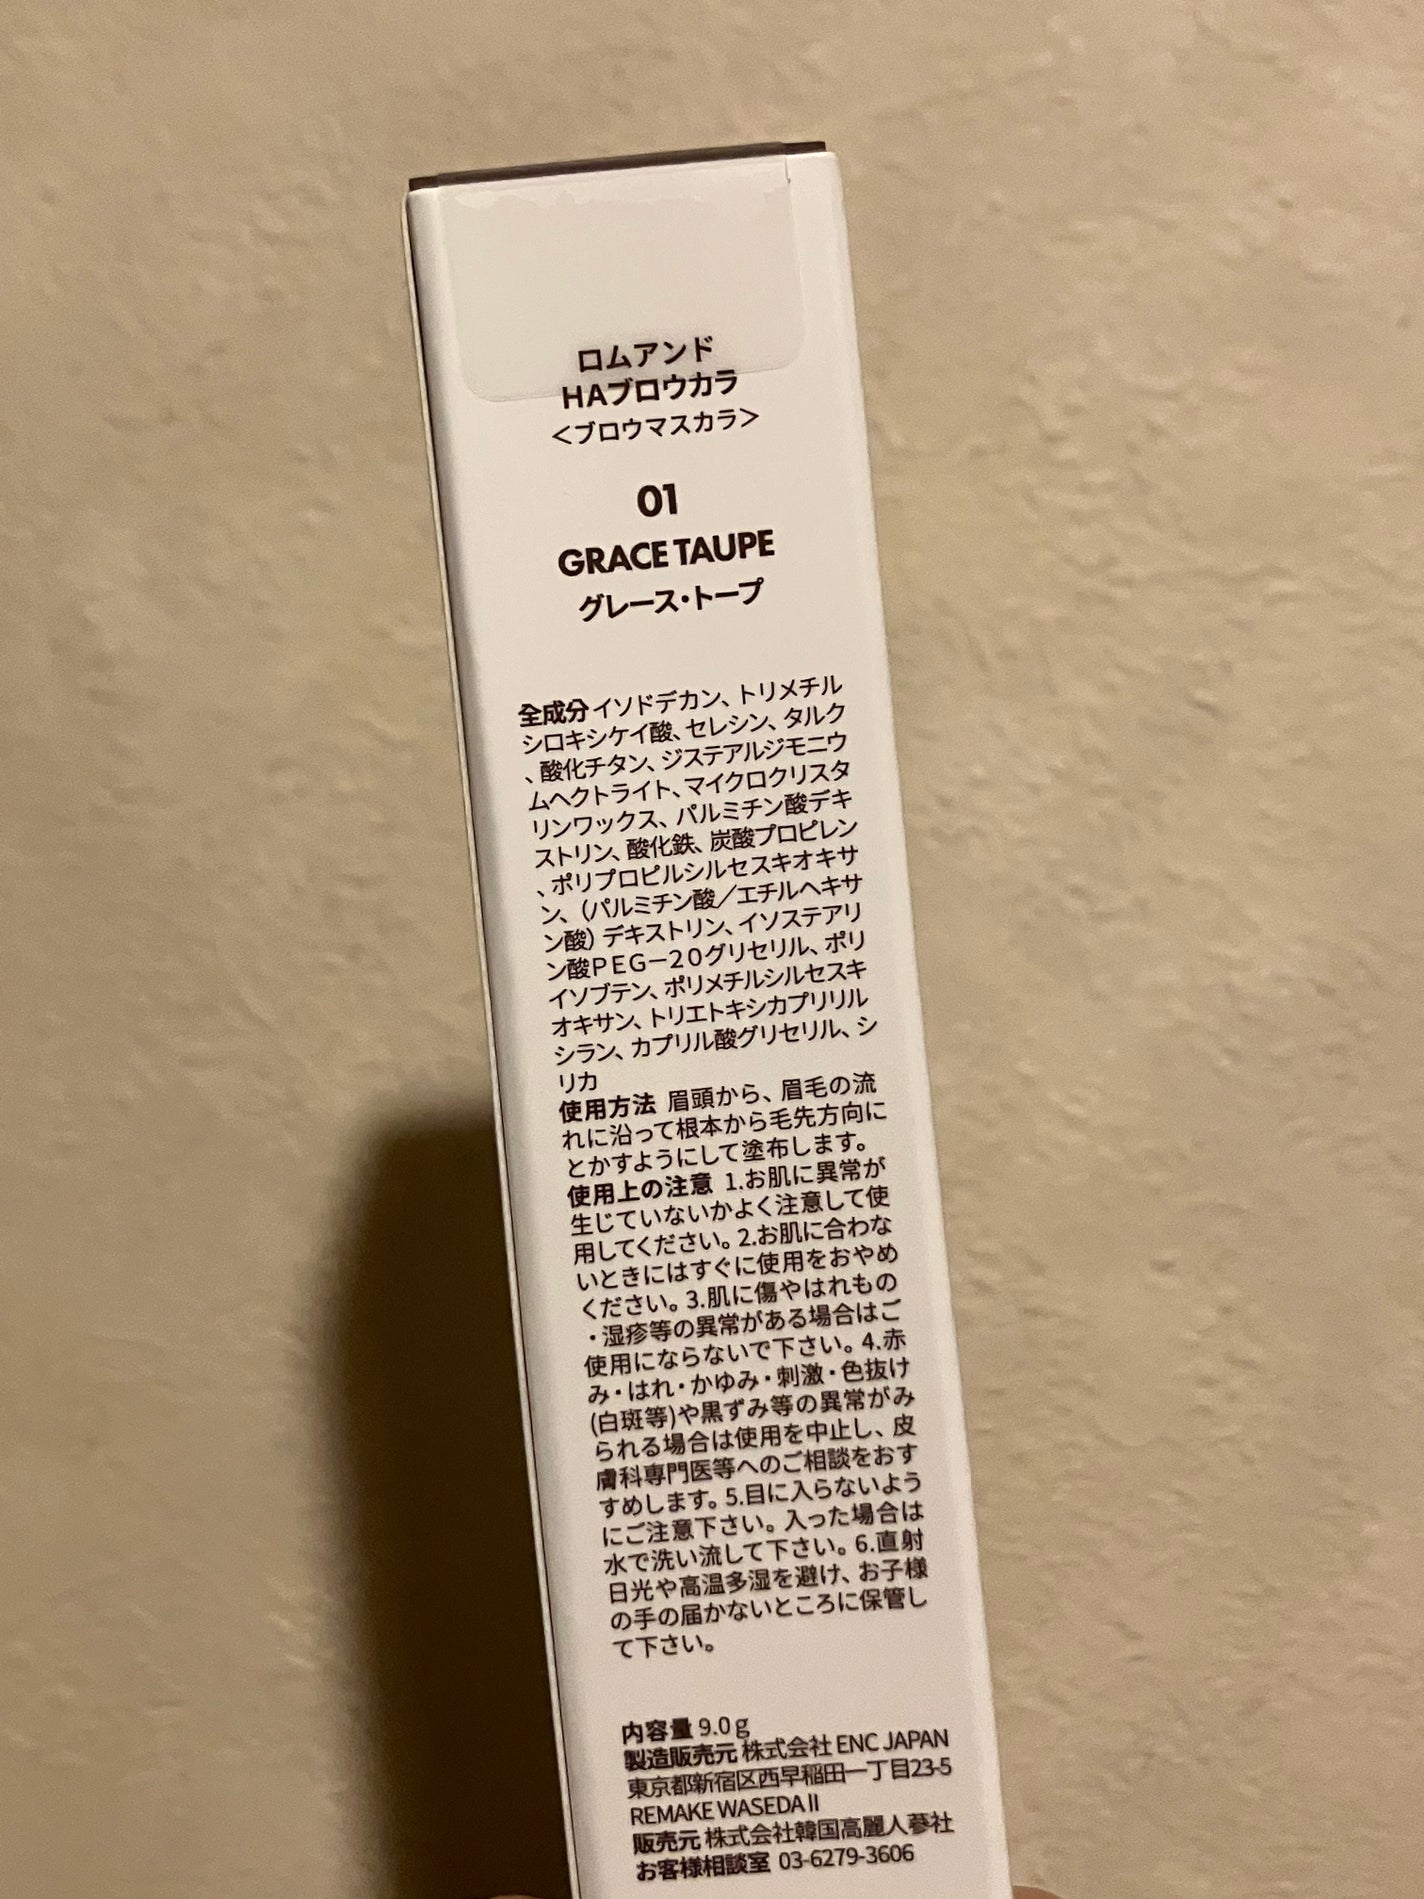 ロムアンド
HAブロウカラ
＜ブロウマスカラ＞
01
GRACE TAUPE
グレース・トープ
全成分 イソドデカン、トリメチル
シロキシケイ酸、セレシン、タルク
、酸化チタン、ジステアルジモニウ
ムヘクトライト、マイクロクリスタ
リンワックス、パルミチン酸デキ
ストリン、酸化鉄、炭酸プロピレン
、ポリプロピルシルセスキオキサ
ン、（パルミチン酸／エチルヘキサ
ン酸）デキストリン、イソステアリ
ン酸ＰＥＧ－２０グリセリル、ポリ
イソブテン、ポリメチルシルセスキ
オキサン、トリエトキシカプリリル
シラン、カプリル酸グリセリル、シ
リカ
使用方法 眉頭から、眉毛の流
れに沿って根本から毛先方向に
とかすようにして塗布します。
使用上の注意 1.お肌に異常が
生じていないかよく注意して使
用してください。2.お肌に合わな
いときにはすぐに使用をおやめ
ください。3.肌に傷やはれもの
・湿疹等の異常がある場合はご
使用にならないで下さい。4.赤
み・はれ・かゆみ・刺激・色抜け
(白斑等)や黒ずみ等の異常がみ
られる場合は使用を中止し、皮
膚科専門医等へのご相談をおす
すめします。5.目に入らないよう
にご注意下さい。入った場合は
水で洗い流して下さい。6.直射
日光や高温多湿を避け、お子様
の手の届かないところに保管し
て下さい。
内容量 9.0ｇ
製造販売元 株式会社 ENC JAPAN
東京都新宿区西早稲田一丁目23-5
REMAKE WASEDAⅡ
販売元 株式会社韓国高麗人蔘社
お客様相談室 03-6279-3606